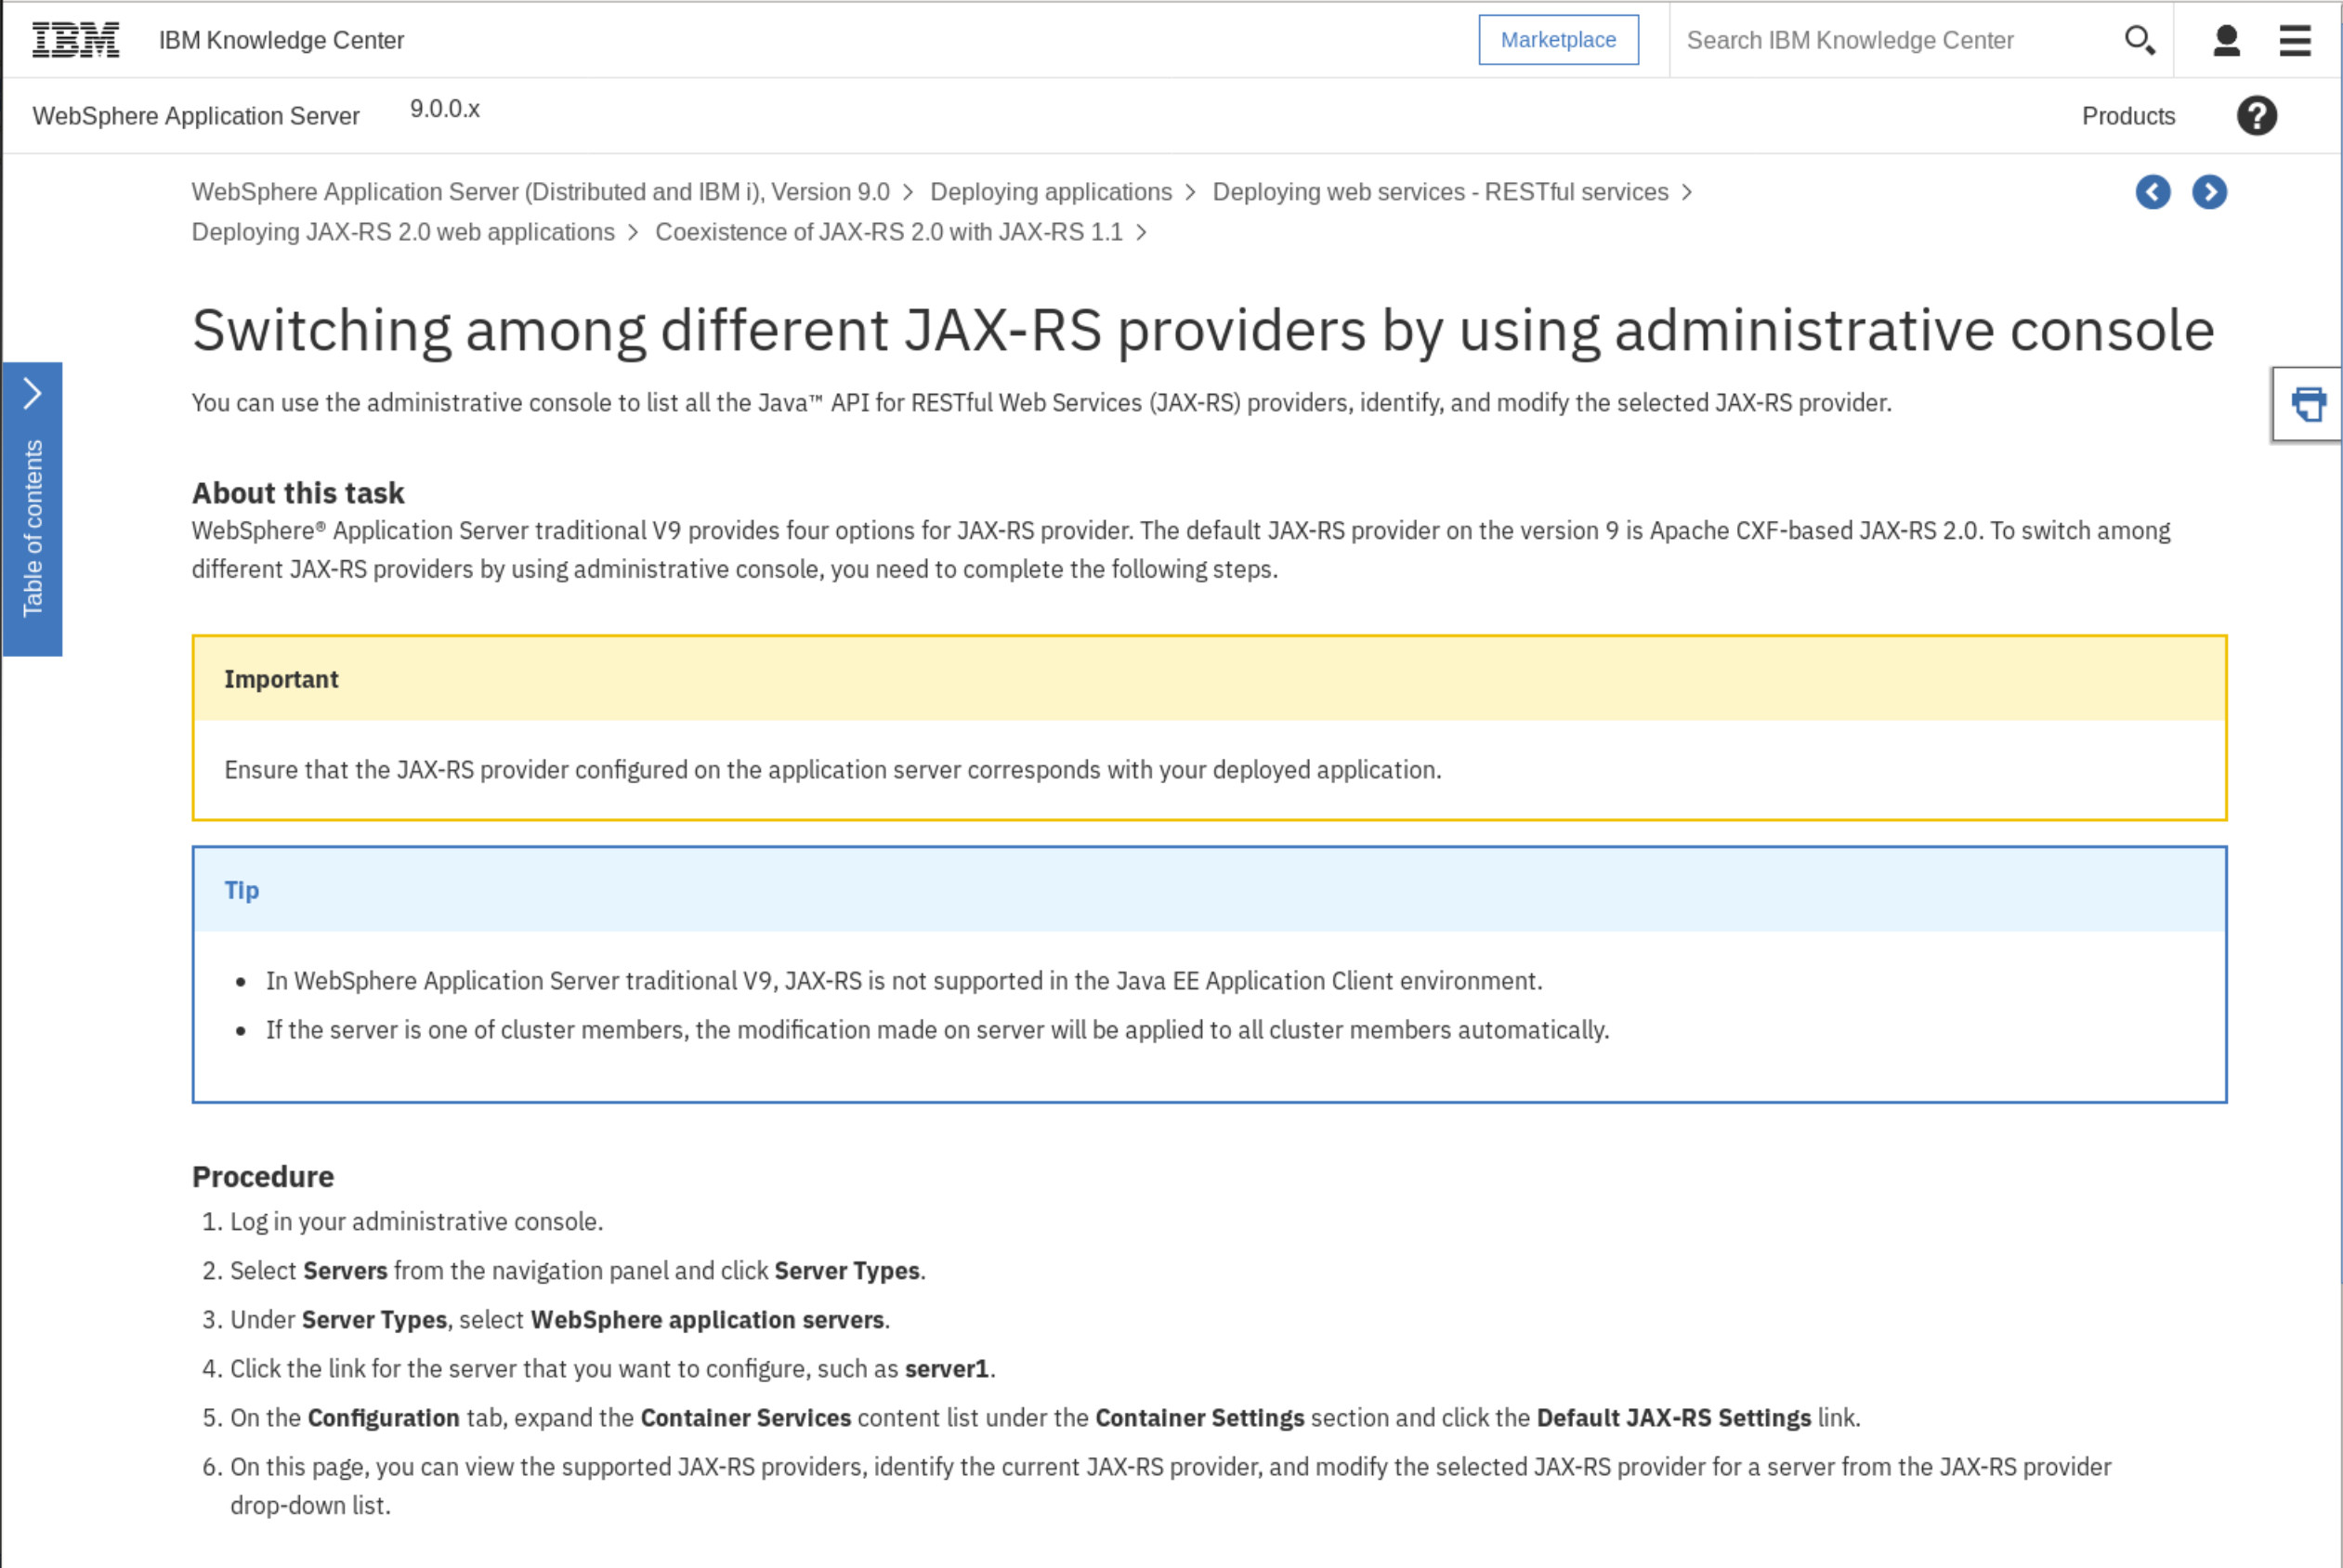 IBM IBM Knowledge Center Marketplace Search IBM Knowledge Center
WebSphere Application Server 9.0.0.x Products ?
WebSphere Application Server (Distributed and IBM i), Version 9.0 > Deploying applications > Deploying web services - RESTful services >
Deploying JAX-RS 2.0 web applications > Coexistence of JAX-RS 2.0 with JAX-RS 1.1 >
Switching among different JAX-RS providers by using administrative console
You can use the administrative console to list all the Java™ API for RESTful Web Services (JAX-RS) providers, identify, and modify the selected JAX-RS provider.
Table of contents
About this task
WebSphere® Application Server traditional V9 provides four options for JAX-RS provider. The default JAX-RS provider on the version 9 is Apache CXF-based JAX-RS 2.0. To switch among
different JAX-RS providers by using administrative console, you need to complete the following steps.
Important
Ensure that the JAX-RS provider configured on the application server corresponds with your deployed application.
Tip
• In WebSphere Application Server traditional V9, JAX-RS is not supported in the Java EE Application Client environment.
• If the server is one of cluster members, the modification made on server will be applied to all cluster members automatically.
Procedure
1. Log in your administrative console.
2. Select Servers from the navigation panel and click Server Types.
3. Under Server Types, select WebSphere application servers.
4. Click the link for the server that you want to configure, such as server1.
5. On the Configuration tab, expand the Container Services content list under the Container Settings section and click the Default JAX-RS Settings link.
6. On this page, you can view the supported JAX-RS providers, identify the current JAX-RS provider, and modify the selected JAX-RS provider for a server from the JAX-RS provider
drop-down list.